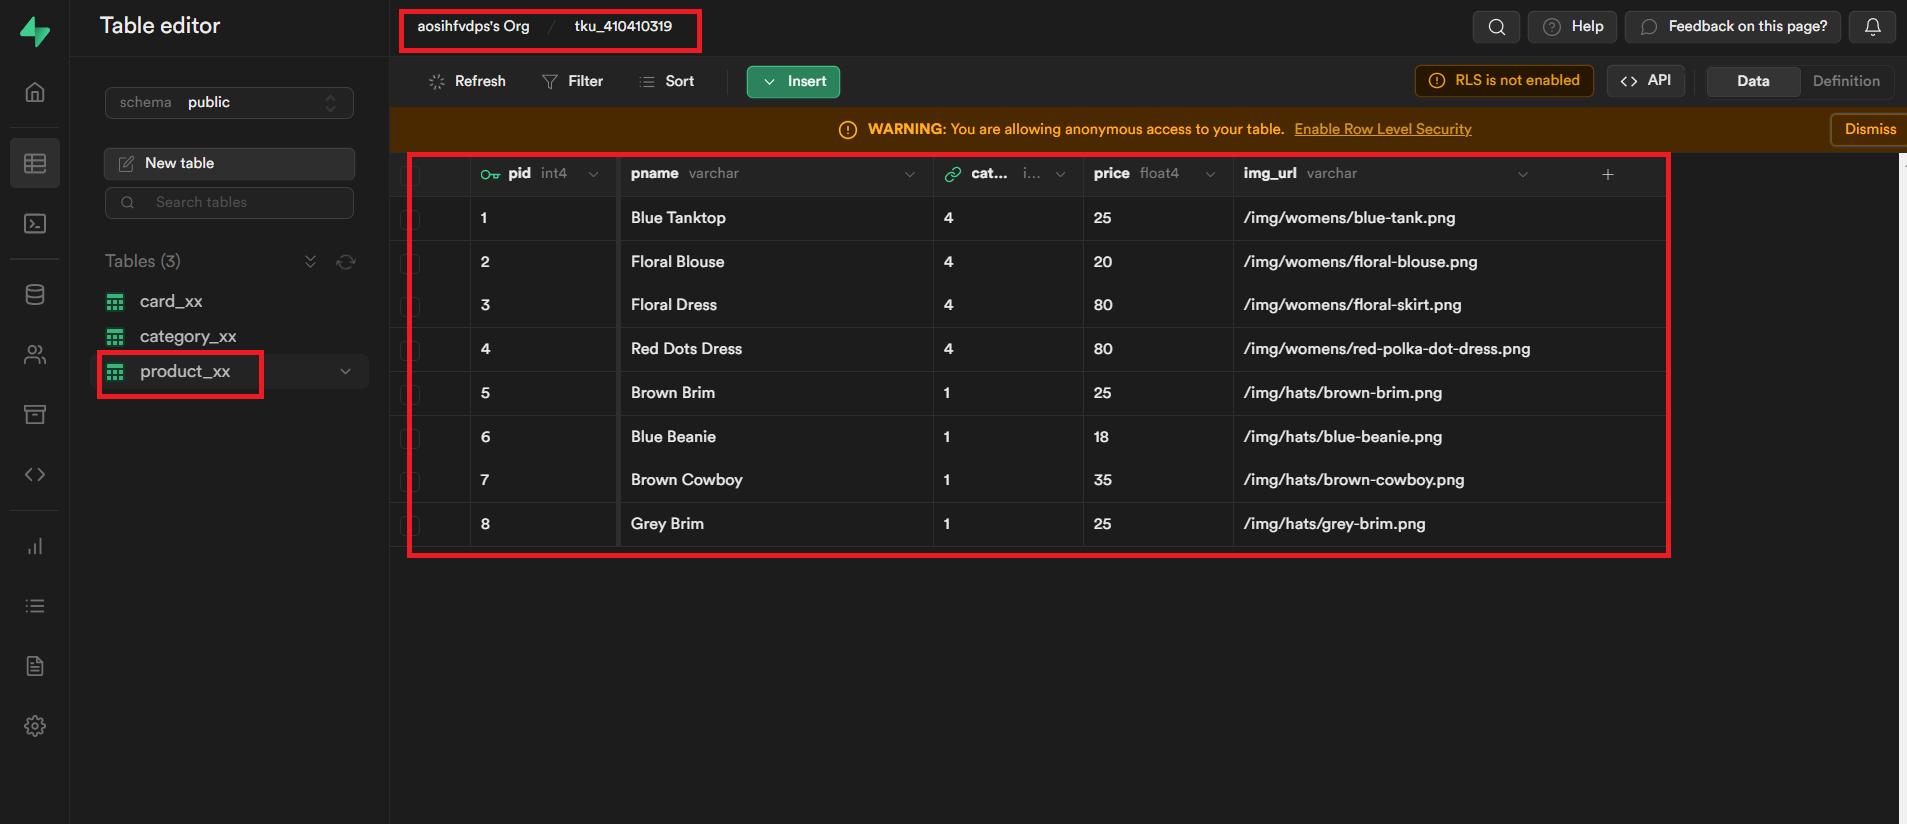 Table editor
aosihfvdps's Org / tku_410410319
Help
Feedback on this page?
schema public
Refresh
Filter
Sort
Insert
RLS is not enabled
<> API
Data
Definition
WARNING: You are allowing anonymous access to your table. Enable Row Level Security
Dismiss
New table
Search tables
Tables (3)
card_xx
category_xx
product_xx
pid int4 pname varchar cat... i... price float4 img_url varchar +
1 Blue Tanktop 4 25 /img/womens/blue-tank.png
2 Floral Blouse 4 20 /img/womens/floral-blouse.png
3 Floral Dress 4 80 /img/womens/floral-skirt.png
4 Red Dots Dress 4 80 /img/womens/red-polka-dot-dress.png
5 Brown Brim 1 25 /img/hats/brown-brim.png
6 Blue Beanie 1 18 /img/hats/blue-beanie.png
7 Brown Cowboy 1 35 /img/hats/brown-cowboy.png
8 Grey Brim 1 25 /img/hats/grey-brim.png